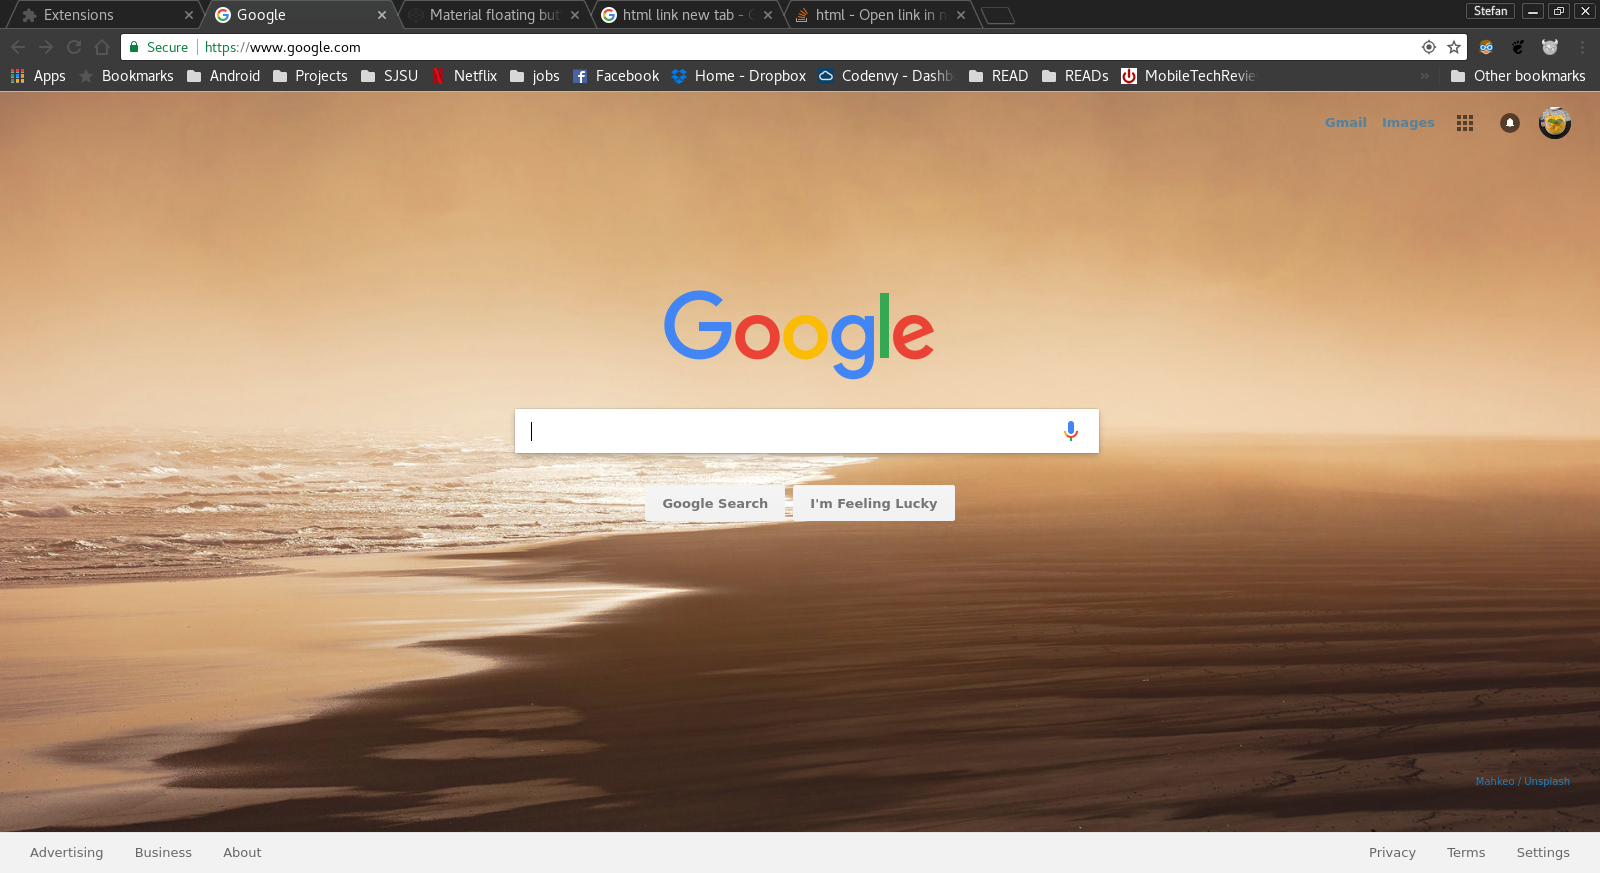 Extensions
Google
Material floating but
html link new tab - G
html - Open link in n
Stefan
Secure
https://www.google.com
Apps
Bookmarks
Android
Projects
SJSU
Netflix
jobs
Facebook
Home - Dropbox
Codenvy - Dashb
READ
READs
MobileTechRevie
»
Other bookmarks
Gmail
Images
Google
Google Search
I'm Feeling Lucky
Mahkeo / Unsplash
Advertising
Business
About
Privacy
Terms
Settings